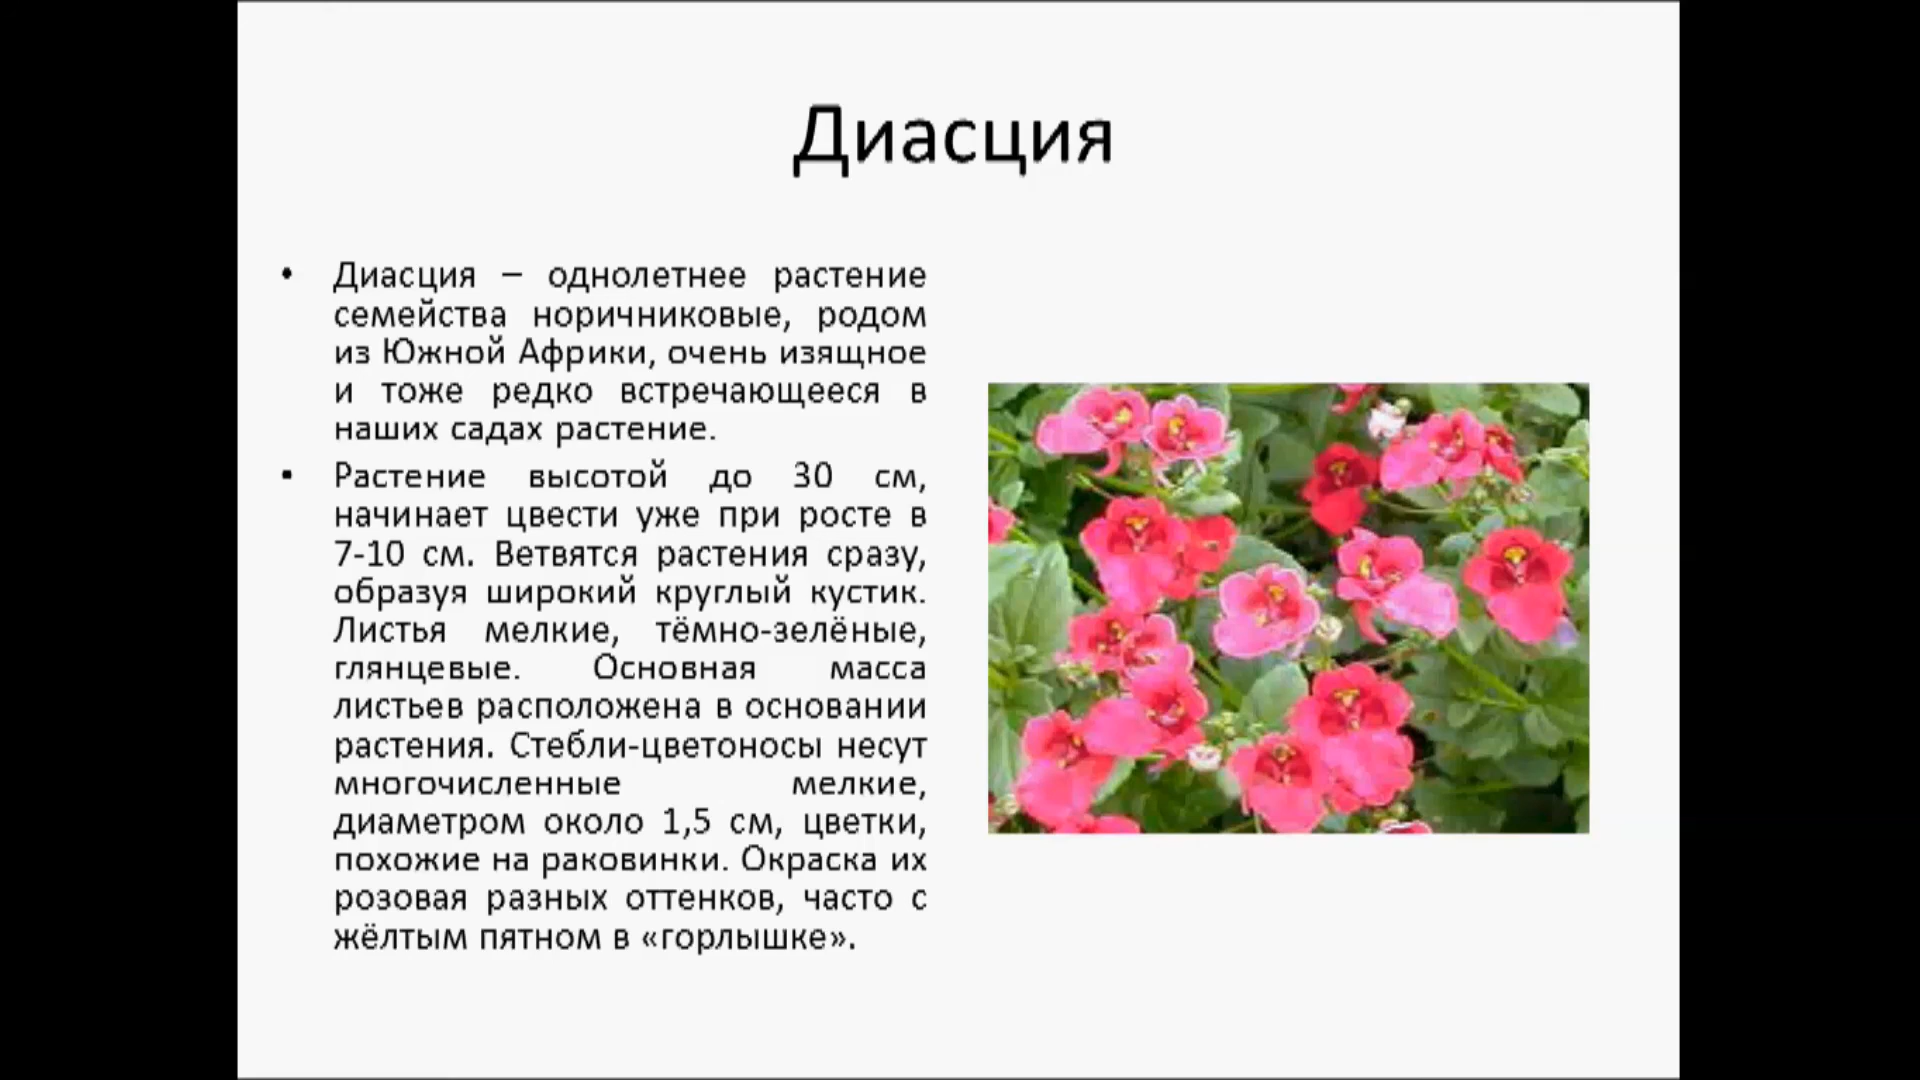 Диасция
• Диасция – однолетнее растение
семейства норичниковые, родом
из Южной Африки, очень изящное
и тоже редко встречающееся в
наших садах растение.
• Растение высотой до 30 см,
начинает цвести уже при росте в
7-10 см. Ветвятся растения сразу,
образуя широкий круглый кустик.
Листья мелкие, тёмно-зелёные,
глянцевые. Основная масса
листьев расположена в основании
растения. Стебли-цветоносы несут
многочисленные мелкие,
диаметром около 1,5 см, цветки,
похожие на раковинки. Окраска их
розовая разных оттенков, часто с
жёлтым пятном в «горлышке».